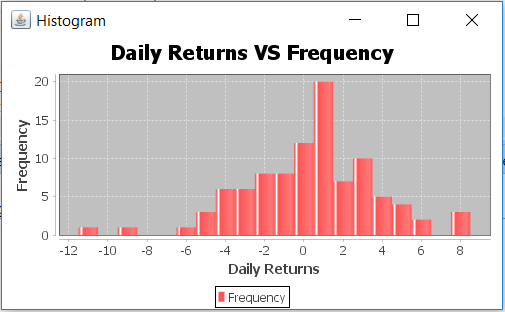 Histogram
Daily Returns VS Frequency
Frequency
20
15
10
5
0
-12 -10 -8 -6 -4 -2 0 2 4 6 8
Daily Returns
Frequency